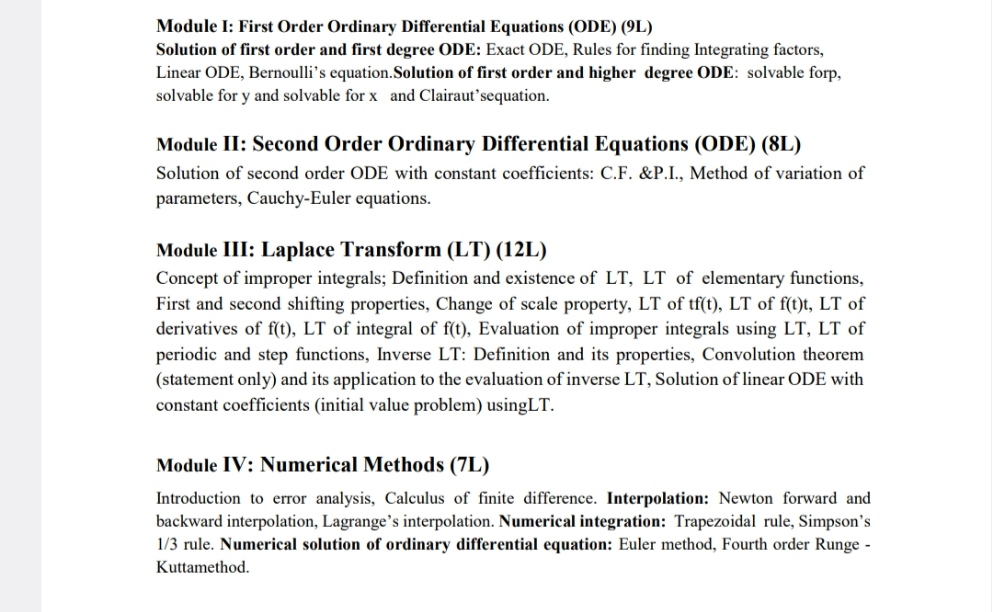 Module I: First Order Ordinary Differential Equations (ODE) (9L)
Solution of first order and first degree ODE: Exact ODE, Rules for finding Integrating factors,
Linear ODE, Bernoulli's equation.Solution of first order and higher degree ODE: solvable forp,
solvable for y and solvable for x and Clairaut'sequation.
Module II: Second Order Ordinary Differential Equations (ODE) (8L)
Solution of second order ODE with constant coefficients: C.F. &P.I., Method of variation of
parameters, Cauchy-Euler equations.
Module III: Laplace Transform (LT) (12L)
Concept of improper integrals; Definition and existence of LT, LT of elementary functions,
First and second shifting properties, Change of scale property, LT of tf(t), LT of f(t)t, LT of
derivatives of f(t), LT of integral of f(t), Evaluation of improper integrals using LT, LT of
periodic and step functions, Inverse LT: Definition and its properties, Convolution theorem
(statement only) and its application to the evaluation of inverse LT, Solution of linear ODE with
constant coefficients (initial value problem) usingLT.
Module IV: Numerical Methods (7L)
Introduction to error analysis, Calculus of finite difference. Interpolation: Newton forward and
backward interpolation, Lagrange's interpolation. Numerical integration: Trapezoidal rule, Simpson's
1/3 rule. Numerical solution of ordinary differential equation: Euler method, Fourth order Runge -
Kuttamethod.